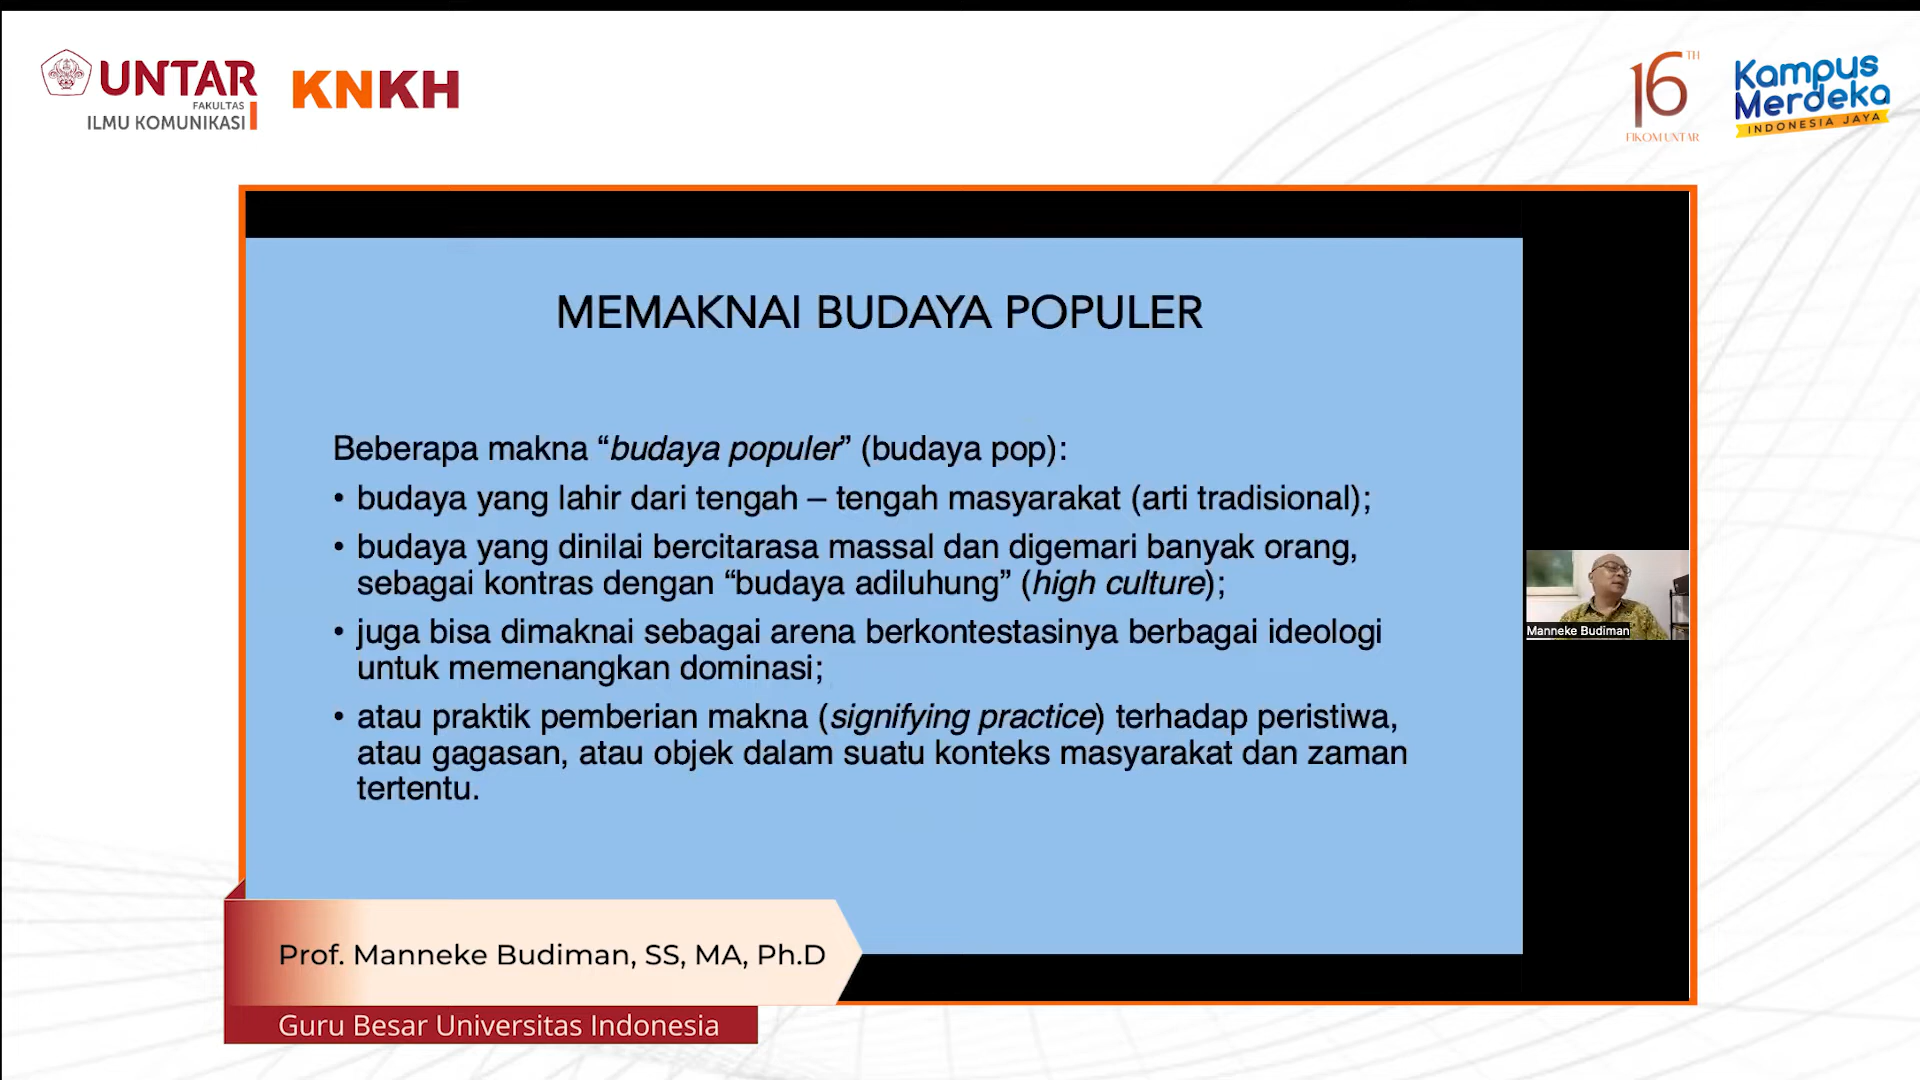 UNTAR
FAKULTAS
ILMU KOMUNIKASI
KNKH
16TH
FIKOM UNTAR
Kampus
Merdeka
INDONESIA JAYA
MEMAKNAI BUDAYA POPULER
Beberapa makna “budaya populer” (budaya pop):
• budaya yang lahir dari tengah – tengah masyarakat (arti tradisional);
• budaya yang dinilai bercitarasa massal dan digemari banyak orang,
sebagai kontras dengan “budaya adiluhung” (high culture);
• juga bisa dimaknai sebagai arena berkontestasinya berbagai ideologi
untuk memenangkan dominasi;
• atau praktik pemberian makna (signifying practice) terhadap peristiwa,
atau gagasan, atau objek dalam suatu konteks masyarakat dan zaman
tertentu.
Manneke Budiman
Prof. Manneke Budiman, SS, MA, Ph.D
Guru Besar Universitas Indonesia